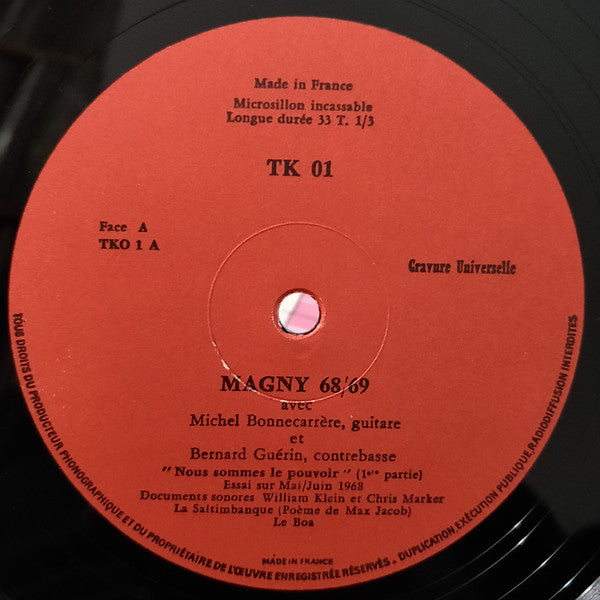 Made in France
Microsillon incassable
Longue durée 33 T. 1/3
TK 01
Face A
TKO 1 A
Gravure Universelle
MAGNY 68/69
avec
Michel Bonnecarrère, guitare
et
Bernard Guérin, contrebasse
"Nous sommes le pouvoir" (1ère partie)
Essai sur Mai/Juin 1968
Documents sonores William Klein et Chris Marker
La Saltimbanque (Poème de Max Jacob)
Le Boa
MADE IN FRANCE
TOUS DROITS DU PRODUCTEUR PHONOGRAPHIQUE ET DU PROPRIÉTAIRE DE L'ŒUVRE ENREGISTRÉE RÉSERVÉS. DUPLICATION, EXÉCUTION PUBLIQUE, RADIODIFFUSION INTERDITES